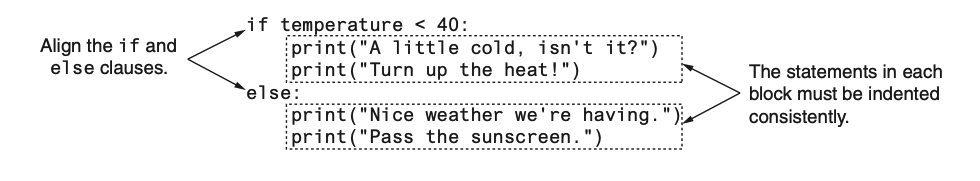 Align the if and
else clauses.
if temperature < 40:
print("A little cold, isn't it?")
print("Turn up the heat!")
else:
print("Nice weather we're having.")
print("Pass the sunscreen.")
The statements in each
block must be indented
consistently.